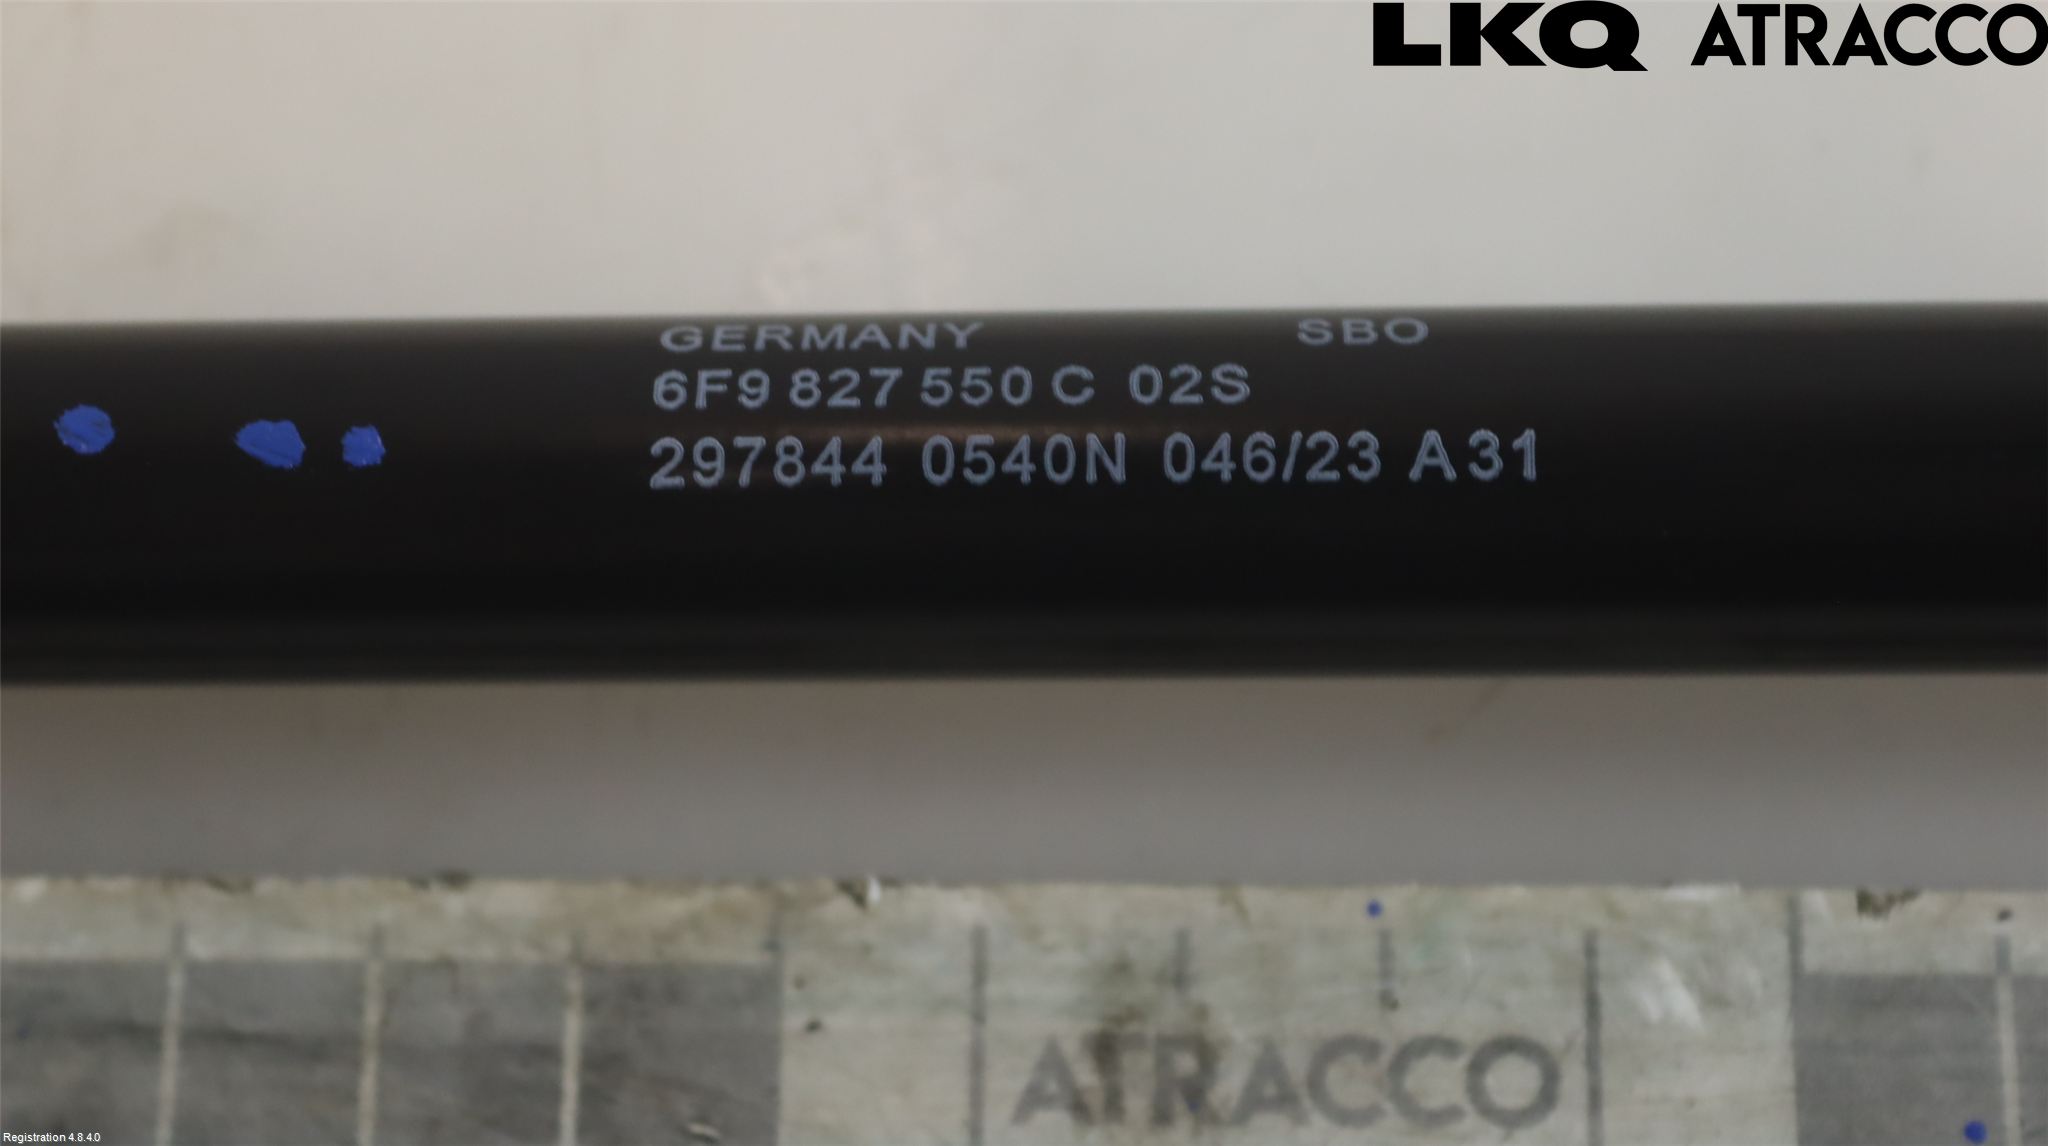 LKQ ATRACCO
GERMANY SBO
6F9 827 550 C 02S
297844 0540N 046/23 A31
ATRACCO
Registration 4.8.4.0